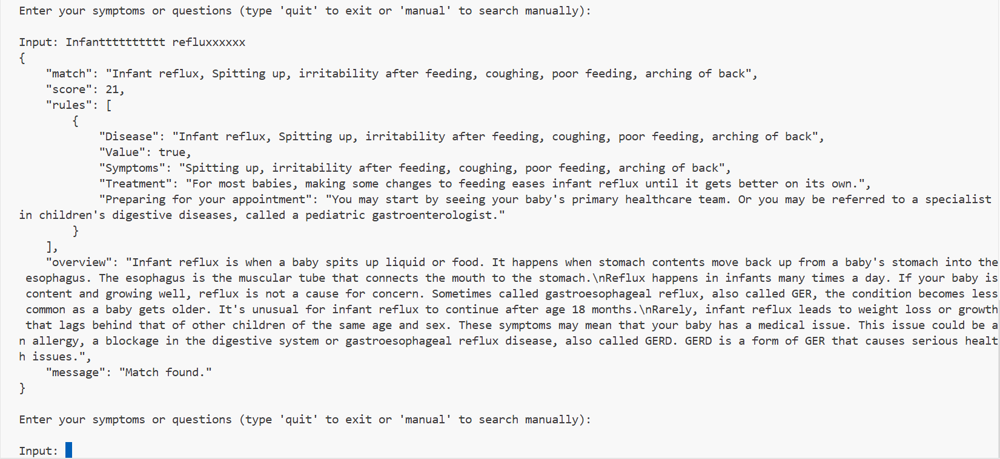 Enter your symptoms or questions (type 'quit' to exit or 'manual' to search manually):
Input: Infantttttttttt refluxxxxxx
{
"match": "Infant reflux, Spitting up, irritability after feeding, coughing, poor feeding, arching of back",
"score": 21,
"rules": [
{
"Disease": "Infant reflux, Spitting up, irritability after feeding, coughing, poor feeding, arching of back",
"Value": true,
"Symptoms": "Spitting up, irritability after feeding, coughing, poor feeding, arching of back",
"Treatment": "For most babies, making some changes to feeding eases infant reflux until it gets better on its own.",
"Preparing for your appointment": "You may start by seeing your baby's primary healthcare team. Or you may be referred to a specialist
in children's digestive diseases, called a pediatric gastroenterologist."
}
],
"overview": "Infant reflux is when a baby spits up liquid or food. It happens when stomach contents move back up from a baby's stomach into the
esophagus. The esophagus is the muscular tube that connects the mouth to the stomach.\nReflux happens in infants many times a day. If your baby is
content and growing well, reflux is not a cause for concern. Sometimes called gastroesophageal reflux, also called GER, the condition becomes less
common as a baby gets older. It's unusual for infant reflux to continue after age 18 months.\nRarely, infant reflux leads to weight loss or growth
that lags behind that of other children of the same age and sex. These symptoms may mean that your baby has a medical issue. This issue could be a
n allergy, a blockage in the digestive system or gastroesophageal reflux disease, also called GERD. GERD is a form of GER that causes serious healt
h issues.",
"message": "Match found."
}
Enter your symptoms or questions (type 'quit' to exit or 'manual' to search manually):
Input: